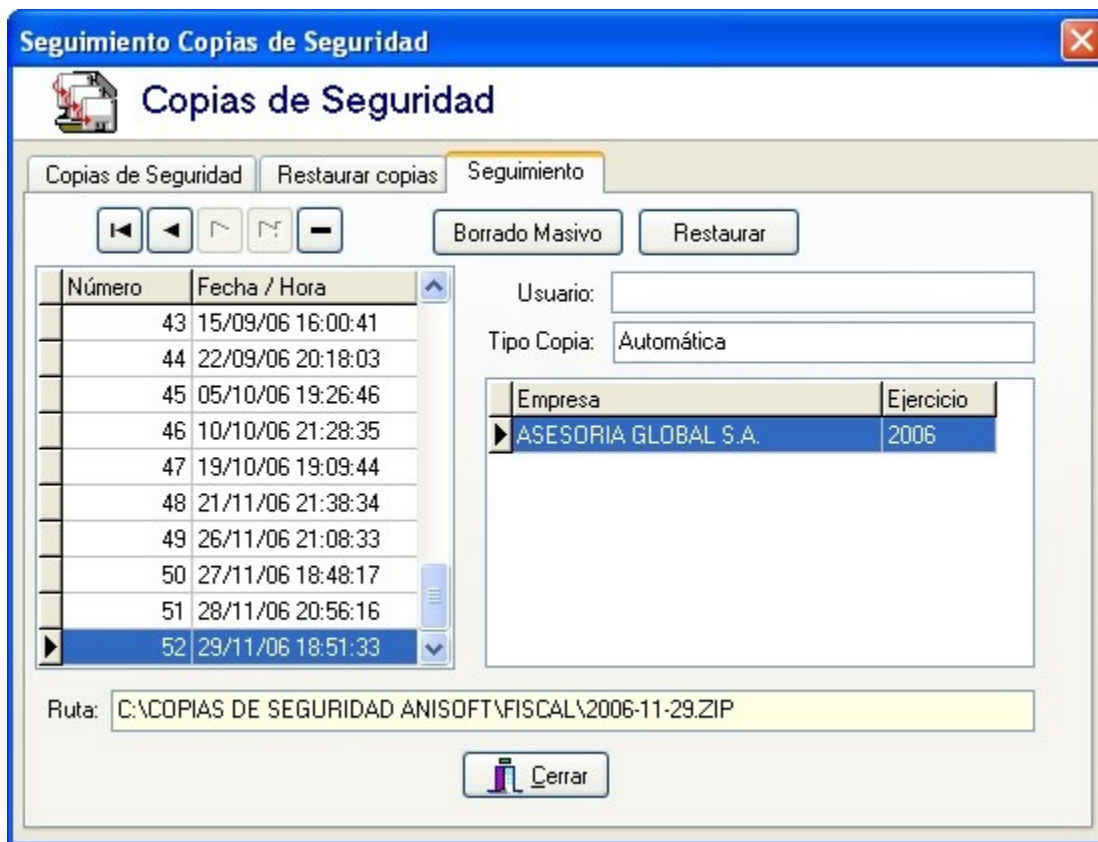 Seguimiento Copias de Seguridad
Copias de Seguridad
Copias de Seguridad Restaurar copias Seguimiento
Borrado Masivo Restaurar
Número Fecha / Hora
43 15/09/06 16:00:41
44 22/09/06 20:18:03
45 05/10/06 19:26:46
46 10/10/06 21:28:35
47 19/10/06 19:09:44
48 21/11/06 21:38:34
49 26/11/06 21:08:33
50 27/11/06 18:48:17
51 28/11/06 20:56:16
52 29/11/06 18:51:33
Usuario:
Tipo Copia: Automática
Empresa Ejercicio
ASESORIA GLOBAL S.A. 2006
Ruta: C:\COPIAS DE SEGURIDAD ANISOFT\FISCAL\2006-11-29.ZIP
Cerrar